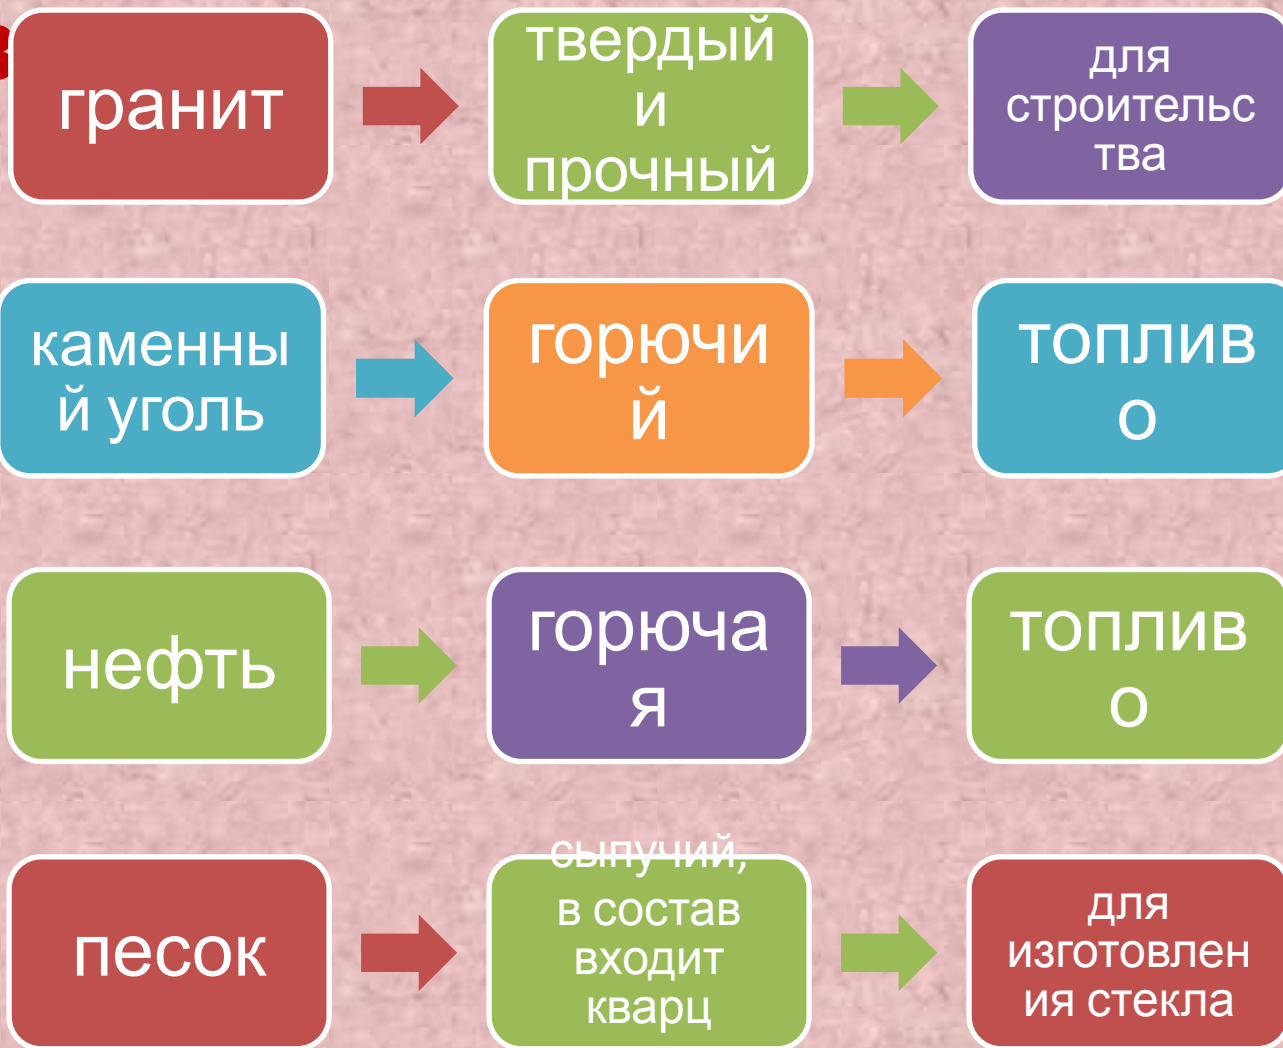 гранит
твердый
и
прочный
для
строительс
тва
каменны
й уголь
горючи
й
топлив
о
нефть
горюча
я
топлив
о
песок
сыпучий,
в состав
входит
кварц
для
изготовлен
ия стекла